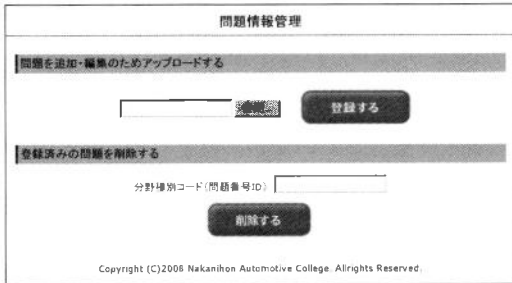 問題情報管理
問題を追加・編集のためアップロードする
登録する
登録済みの問題を削除する
分野種別コード(問題番号ID)
削除する
Copyright (C)2006 Nakanihon Automotive College. Allrights Reserved.